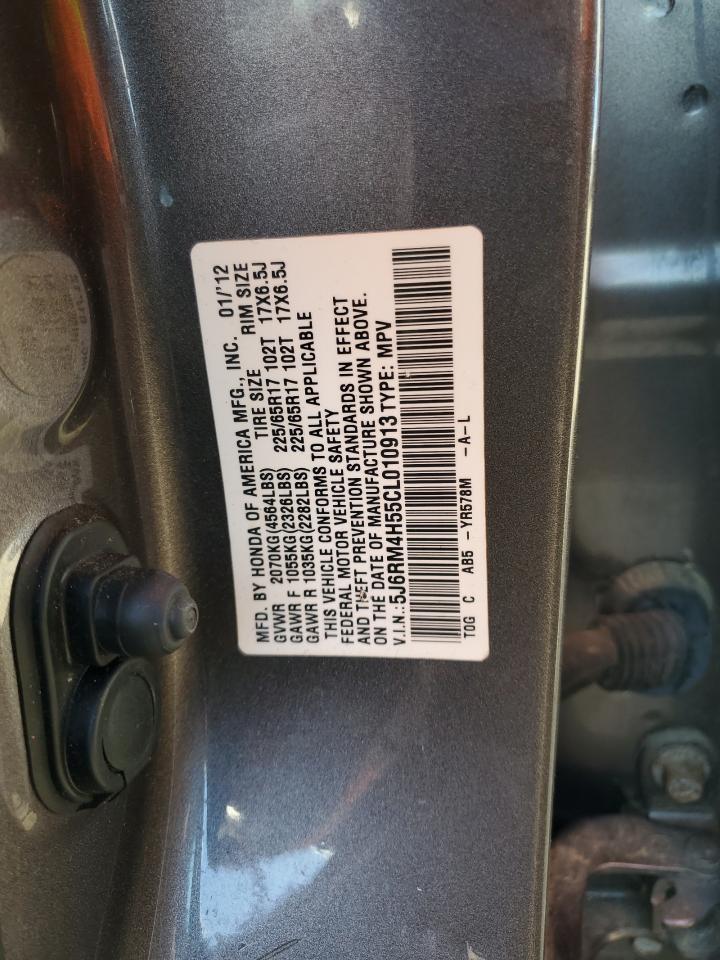 MFD. BY HONDA OF AMERICA MFG., INC. 01/'12
TIRE SIZE RIM SIZE
GVWR 2070KG(4564LBS)
GAWR F 1055KG(2326LBS) 225/65R17 102T 17X6.5J
GAWR R 1035KG(2282LBS) 225/65R17 102T 17X6.5J
THIS VEHICLE CONFORMS TO ALL APPLICABLE
FEDERAL MOTOR VEHICLE SAFETY
AND THEFT PREVENTION STANDARDS IN EFFECT
ON THE DATE OF MANUFACTURE SHOWN ABOVE.
V.I.N.:5J6RM4H55CL010913 TYPE: MPV
TOG C AB5 -YR578M -A-L